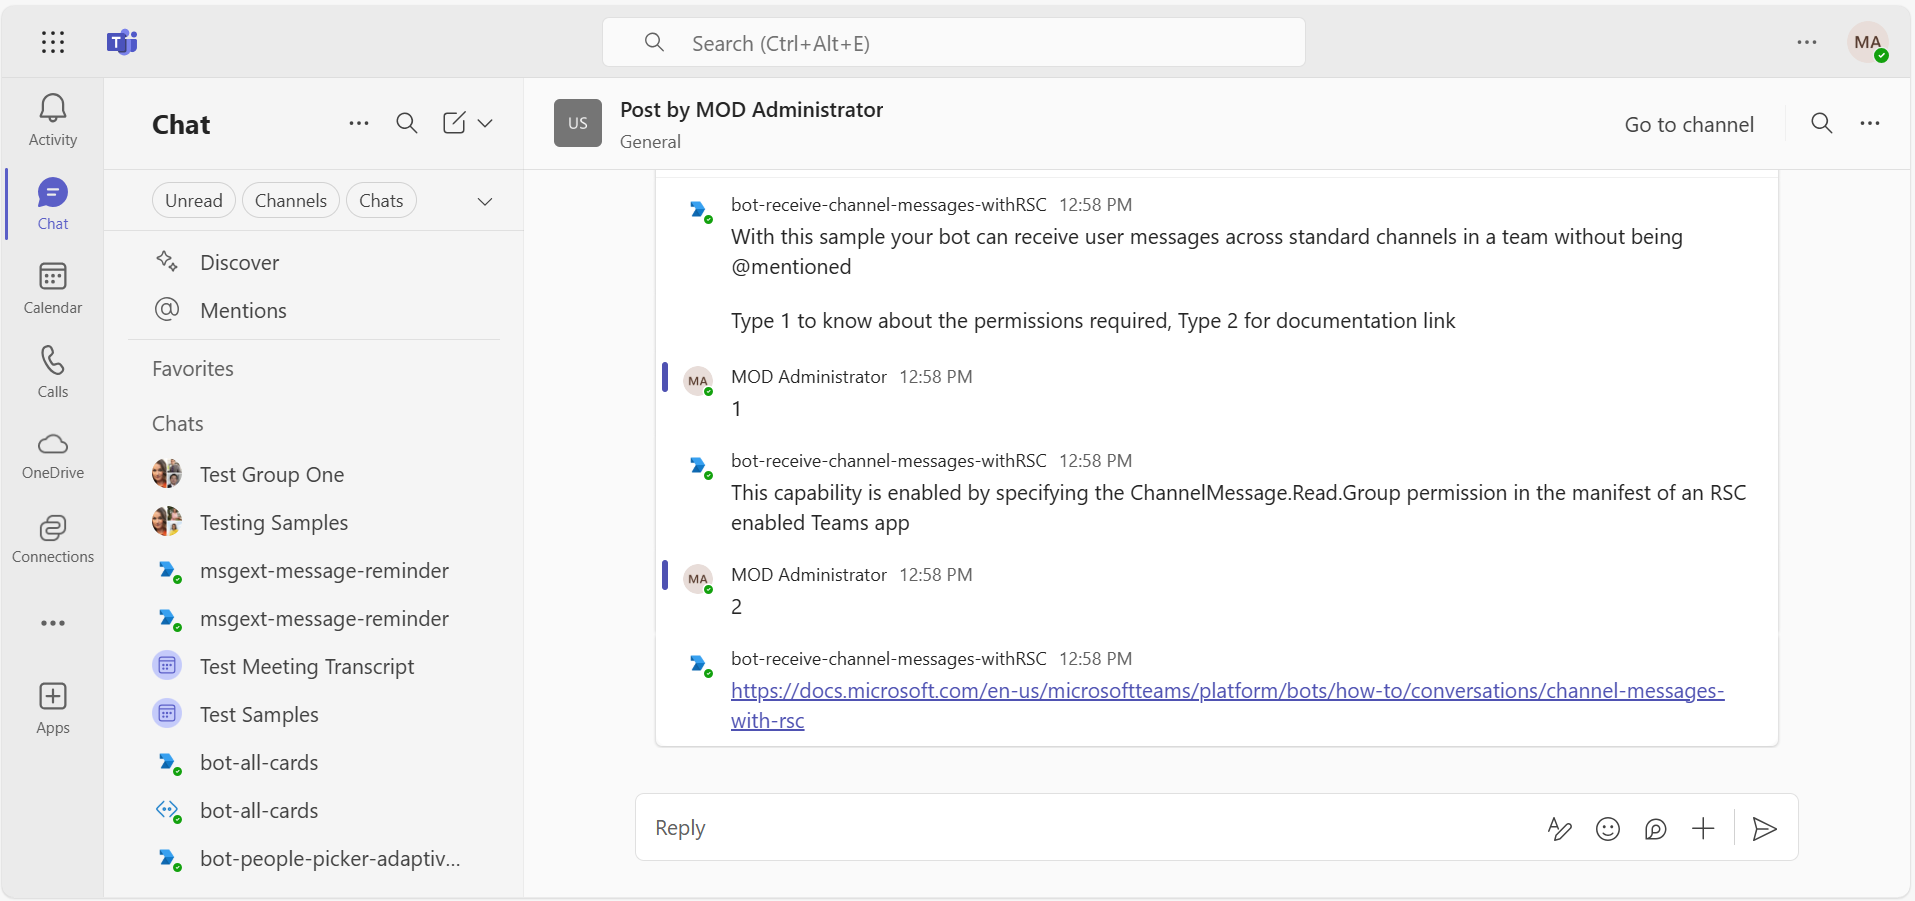 Search (Ctrl+Alt+E)
MA
Activity
Chat
Calendar
Calls
OneDrive
Connections
Apps
Chat
Unread
Channels
Chats
Discover
Mentions
Favorites
Chats
Test Group One
Testing Samples
msgext-message-reminder
msgext-message-reminder
Test Meeting Transcript
Test Samples
bot-all-cards
bot-all-cards
bot-people-picker-adaptiv...
US
Post by MOD Administrator
General
Go to channel
bot-receive-channel-messages-withRSC 12:58 PM
With this sample your bot can receive user messages across standard channels in a team without being
@mentioned
Type 1 to know about the permissions required, Type 2 for documentation link
MA
MOD Administrator 12:58 PM
1
bot-receive-channel-messages-withRSC 12:58 PM
This capability is enabled by specifying the ChannelMessage.Read.Group permission in the manifest of an RSC
enabled Teams app
MA
MOD Administrator 12:58 PM
2
bot-receive-channel-messages-withRSC 12:58 PM
https://docs.microsoft.com/en-us/microsoftteams/platform/bots/how-to/conversations/channel-messages-
with-rsc
Reply